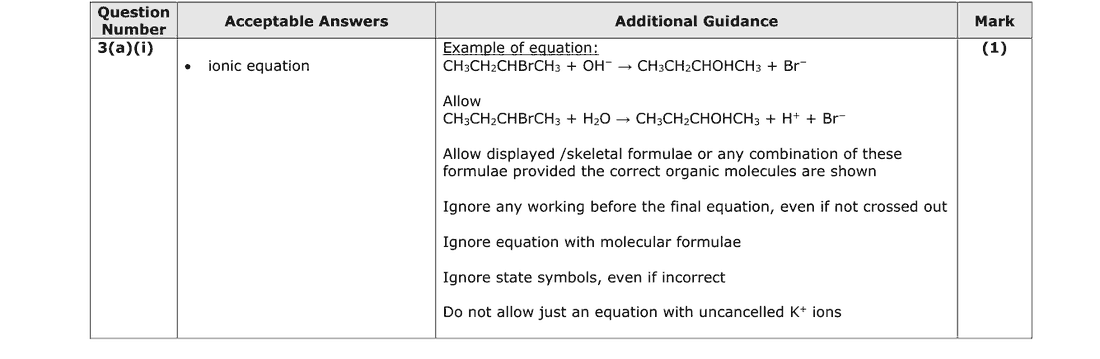 Question Number
Acceptable Answers
Additional Guidance
Mark
3(a)(i)
• ionic equation
Example of equation:
CH₃CH₂CHBrCH₃ + OH⁻ → CH₃CH₂CHOHCH₃ + Br⁻
Allow
CH₃CH₂CHBrCH₃ + H₂O → CH₃CH₂CHOHCH₃ + H⁺ + Br⁻
Allow displayed /skeletal formulae or any combination of these
formulae provided the correct organic molecules are shown
Ignore any working before the final equation, even if not crossed out
Ignore equation with molecular formulae
Ignore state symbols, even if incorrect
Do not allow just an equation with uncancelled K⁺ ions
(1)